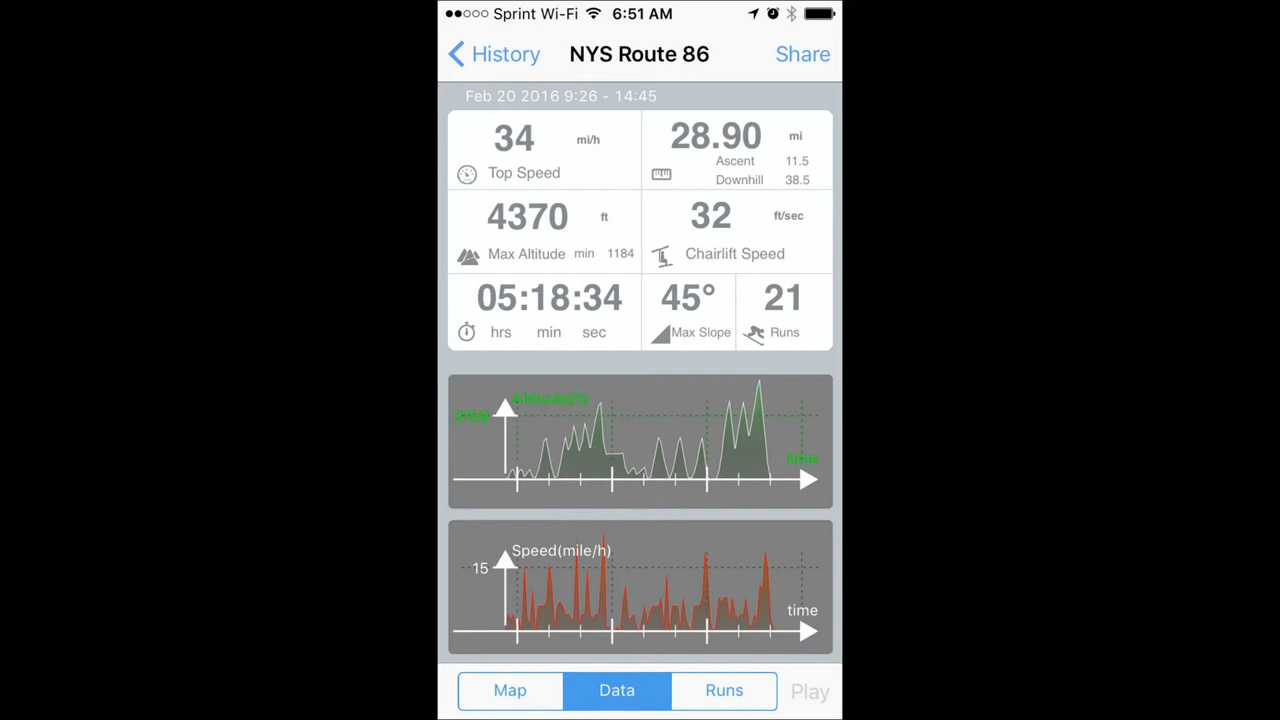 Sprint Wi-Fi 6:51 AM
History NYS Route 86 Share
Feb 20 2016 9:26 - 14:45
34 mi/h
Top Speed
28.90 mi
Ascent 11.5
Downhill 38.5
4370 ft
Max Altitude min 1184
32 ft/sec
Chairlift Speed
05:18:34
hrs min sec
45°
Max Slope
21
Runs
Altitude(ft)
time
Speed(mile/h)
15
time
Map Data Runs Play